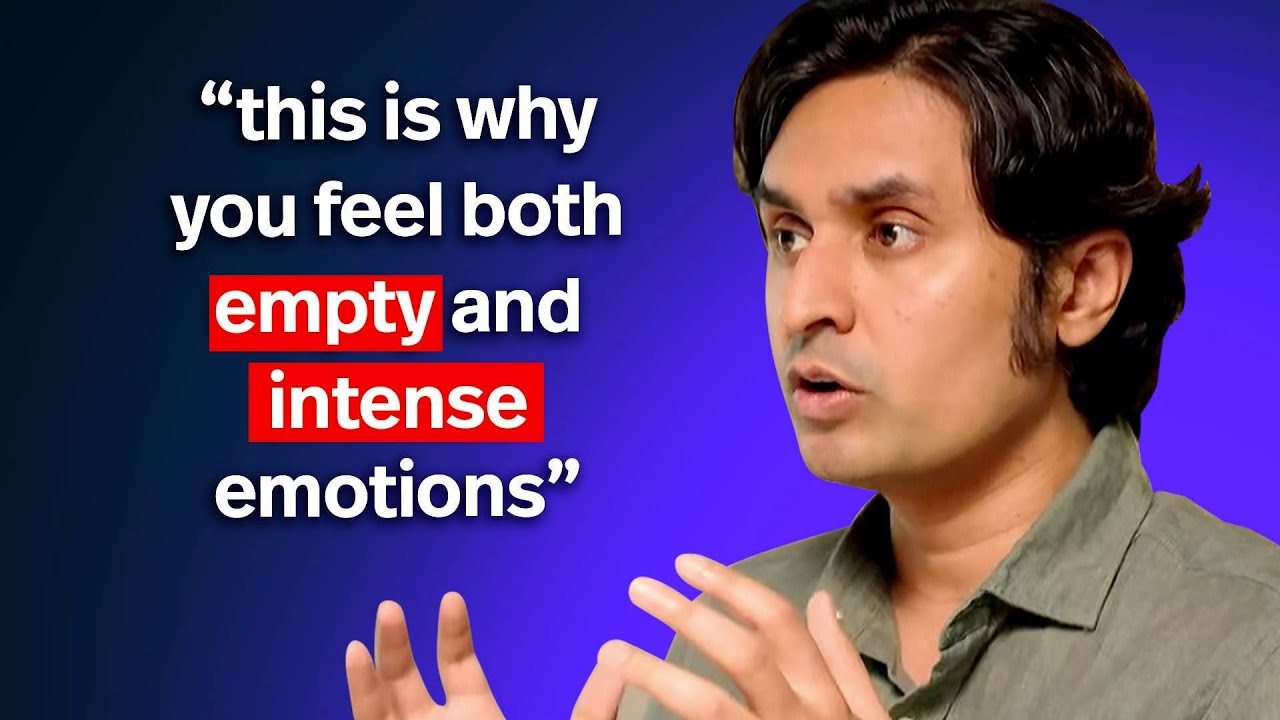 “this is why
you feel both
empty and
intense
emotions”